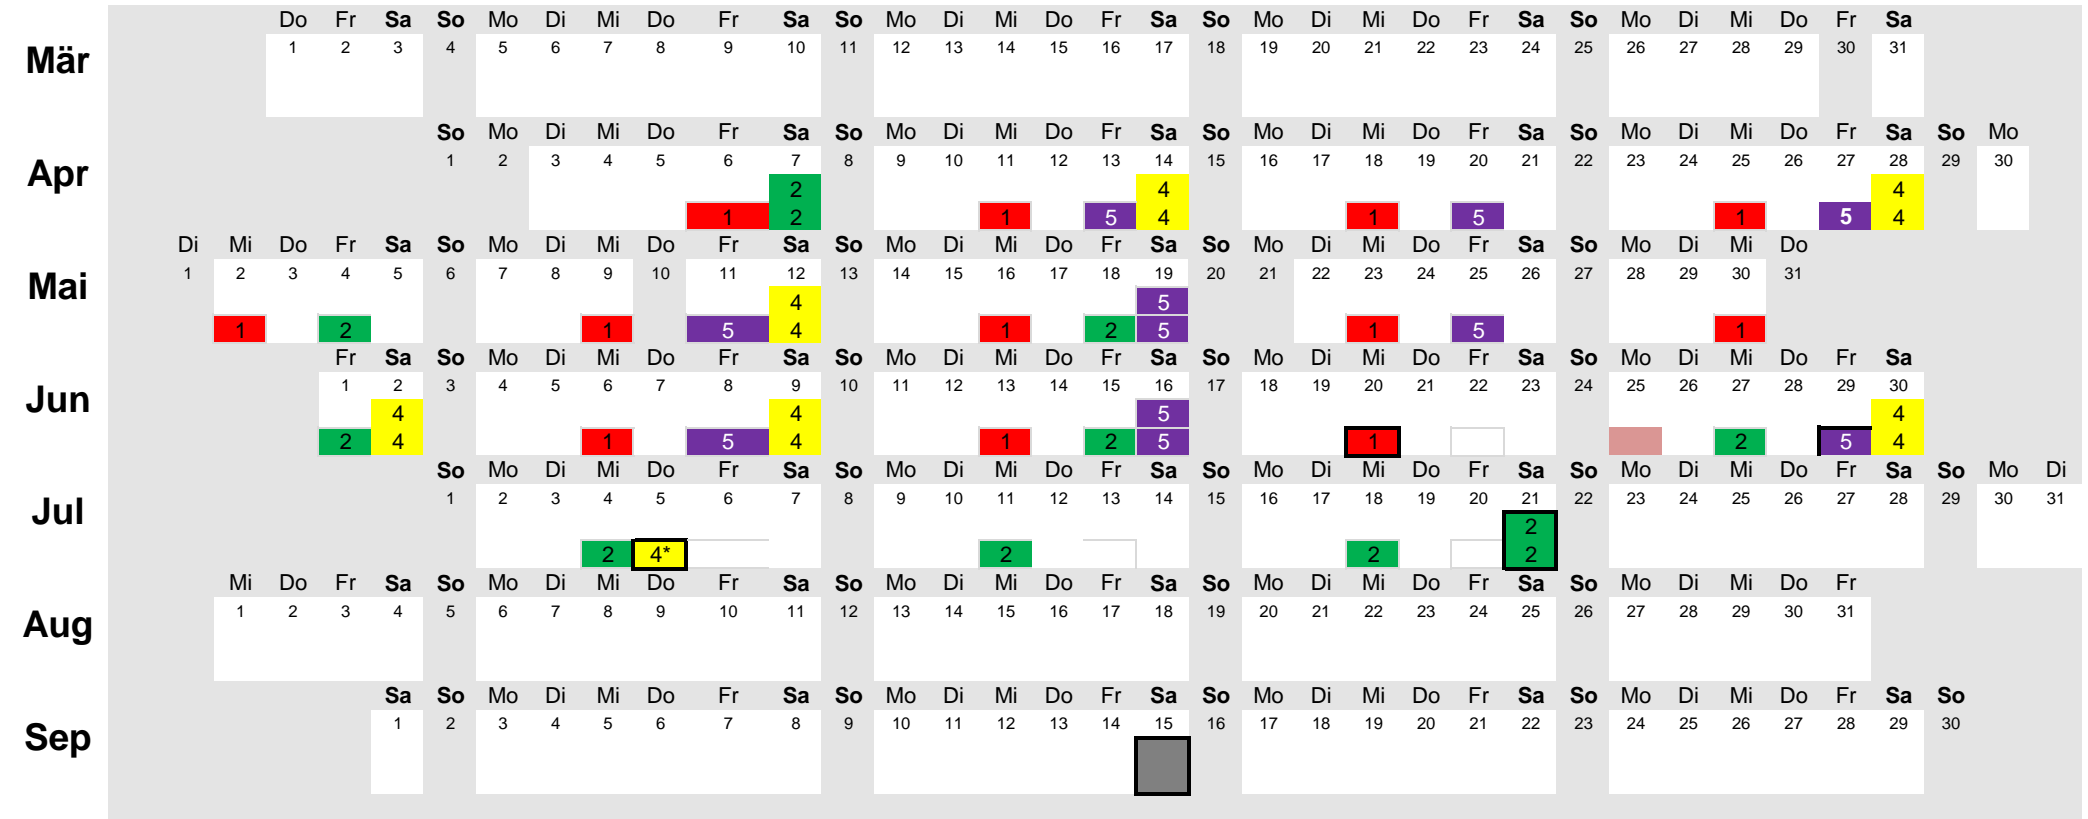 Do Fr Sa So Mo Di Mi Do Fr Sa So Mo Di Mi Do Fr Sa So Mo Di Mi Do Fr Sa So Mo Di Mi Do Fr Sa
Mär 1 2 3 4 5 6 7 8 9 10 11 12 13 14 15 16 17 18 19 20 21 22 23 24 25 26 27 28 29 30 31
So Mo Di Mi Do Fr Sa So Mo Di Mi Do Fr Sa So Mo Di Mi Do Fr Sa So Mo Di Mi Do Fr Sa So Mo
Apr 1 2 3 4 5 6 7 8 9 10 11 12 13 14 15 16 17 18 19 20 21 22 23 24 25 26 27 28 29 30
2 4 4
1 2 1 5 4 1 5 1 5 4
Di Mi Do Fr Sa So Mo Di Mi Do Fr Sa So Mo Di Mi Do Fr Sa So Mo Di Mi Do Fr Sa So Mo Di Mi Do
Mai 1 2 3 4 5 6 7 8 9 10 11 12 13 14 15 16 17 18 19 20 21 22 23 24 25 26 27 28 29 30 31
4 5
1 2 1 5 4 1 2 5 1 5 1
Fr Sa So Mo Di Mi Do Fr Sa So Mo Di Mi Do Fr Sa So Mo Di Mi Do Fr Sa So Mo Di Mi Do Fr Sa
Jun 1 2 3 4 5 6 7 8 9 10 11 12 13 14 15 16 17 18 19 20 21 22 23 24 25 26 27 28 29 30
4 4 5 4
2 4 1 5 4 1 2 5 1 2 5 4
So Mo Di Mi Do Fr Sa So Mo Di Mi Do Fr Sa So Mo Di Mi Do Fr Sa So Mo Di Mi Do Fr Sa So Mo Di
Jul 1 2 3 4 5 6 7 8 9 10 11 12 13 14 15 16 17 18 19 20 21 22 23 24 25 26 27 28 29 30 31
2
2 4* 2 2 2
Mi Do Fr Sa So Mo Di Mi Do Fr Sa So Mo Di Mi Do Fr Sa So Mo Di Mi Do Fr Sa So Mo Di Mi Do Fr
Aug 1 2 3 4 5 6 7 8 9 10 11 12 13 14 15 16 17 18 19 20 21 22 23 24 25 26 27 28 29 30 31
Sa So Mo Di Mi Do Fr Sa So Mo Di Mi Do Fr Sa So Mo Di Mi Do Fr Sa So Mo Di Mi Do Fr Sa So
Sep 1 2 3 4 5 6 7 8 9 10 11 12 13 14 15 16 17 18 19 20 21 22 23 24 25 26 27 28 29 30